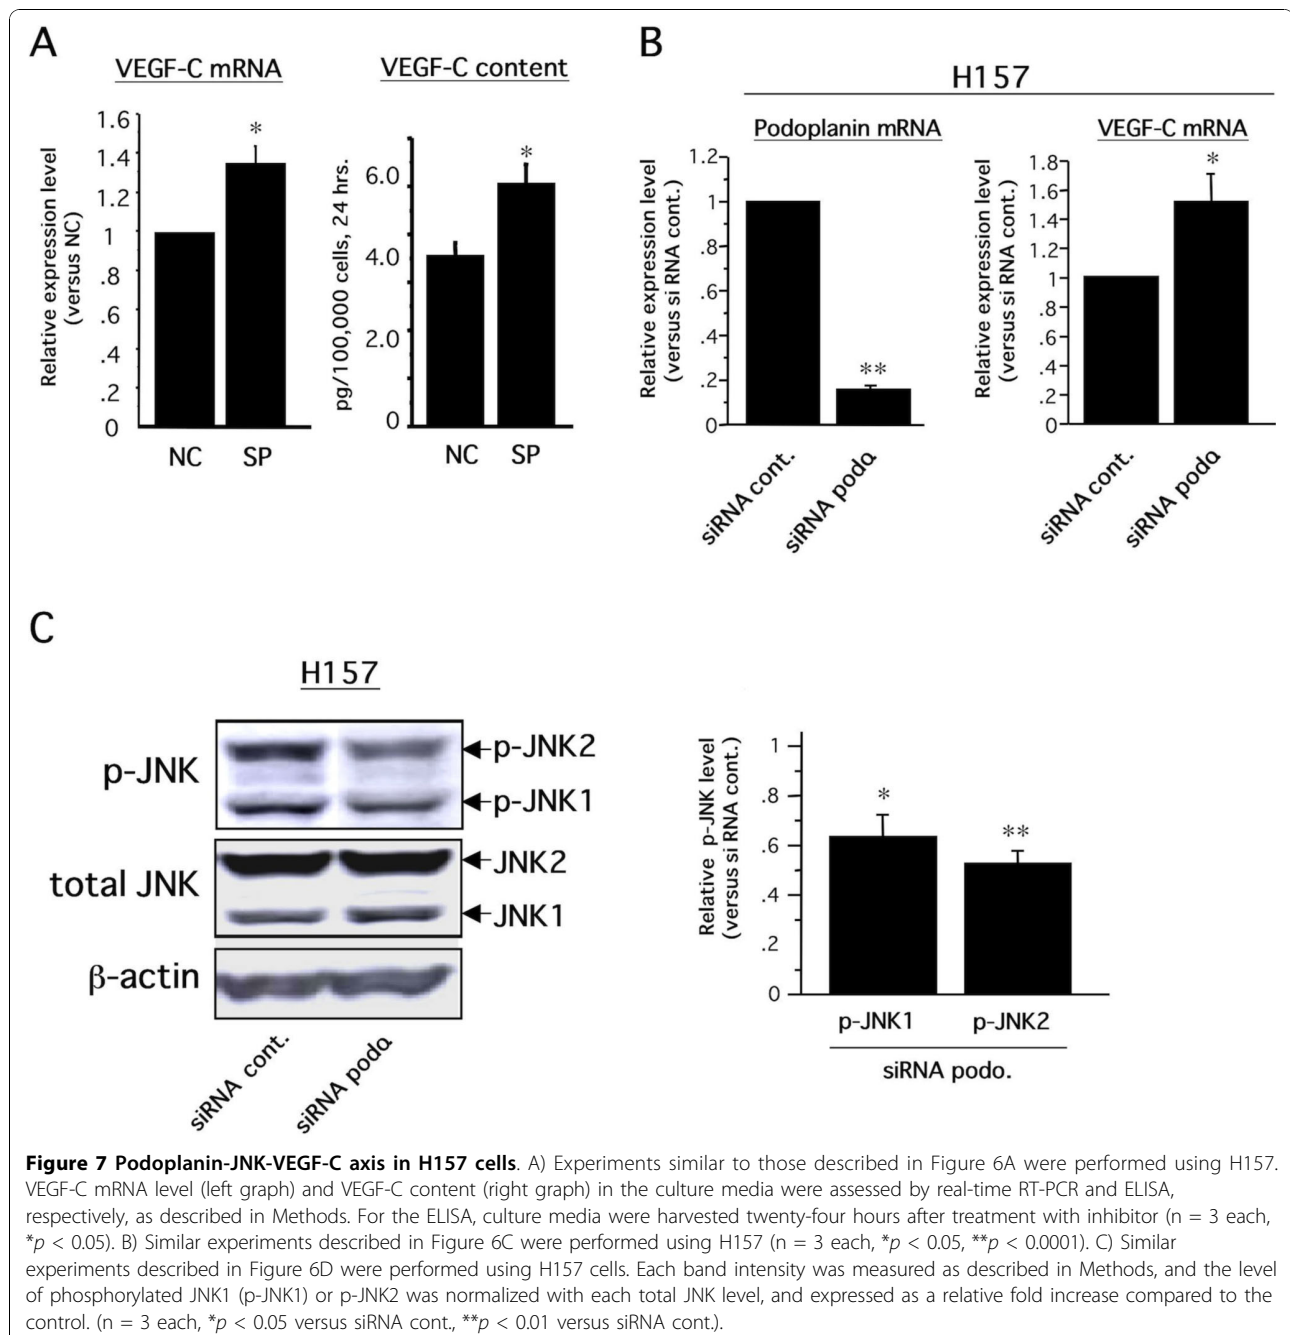 A
VEGF-C mRNA
Relative expression level
(versus NC)
1.6
1.4
1.2
1
.8
.6
.4
.2
0
*
NC SP
VEGF-C content
pg/100,000 cells, 24 hrs.
6.0
4.0
2.0
0
*
NC SP
B
H157
Podoplanin mRNA
Relative expression level
(versus si RNA cont.)
1.2
1
.8
.6
.4
.2
0
**
siRNA cont.
siRNA podo
VEGF-C mRNA
Relative expression level
(versus si RNA cont.)
1.8
1.6
1.4
1.2
1
.8
.6
.4
.2
0
*
siRNA cont.
siRNA podo
C
H157
p-JNK
p-JNK2
p-JNK1
total JNK
JNK2
JNK1
β-actin
siRNA cont.
siRNA podo
Relative p-JNK level
(versus si RNA cont.)
1
.8
.6
.4
.2
0
*
**
p-JNK1 p-JNK2
siRNA podo.
Figure 7 Podoplanin-JNK-VEGF-C axis in H157 cells. A) Experiments similar to those described in Figure 6A were performed using H157.
VEGF-C mRNA level (left graph) and VEGF-C content (right graph) in the culture media were assessed by real-time RT-PCR and ELISA,
respectively, as described in Methods. For the ELISA, culture media were harvested twenty-four hours after treatment with inhibitor (n = 3 each,
*p < 0.05). B) Similar experiments described in Figure 6C were performed using H157 (n = 3 each, *p < 0.05, **p < 0.0001). C) Similar
experiments described in Figure 6D were performed using H157 cells. Each band intensity was measured as described in Methods, and the level
of phosphorylated JNK1 (p-JNK1) or p-JNK2 was normalized with each total JNK level, and expressed as a relative fold increase compared to the
control. (n = 3 each, *p < 0.05 versus siRNA cont., **p < 0.01 versus siRNA cont.).